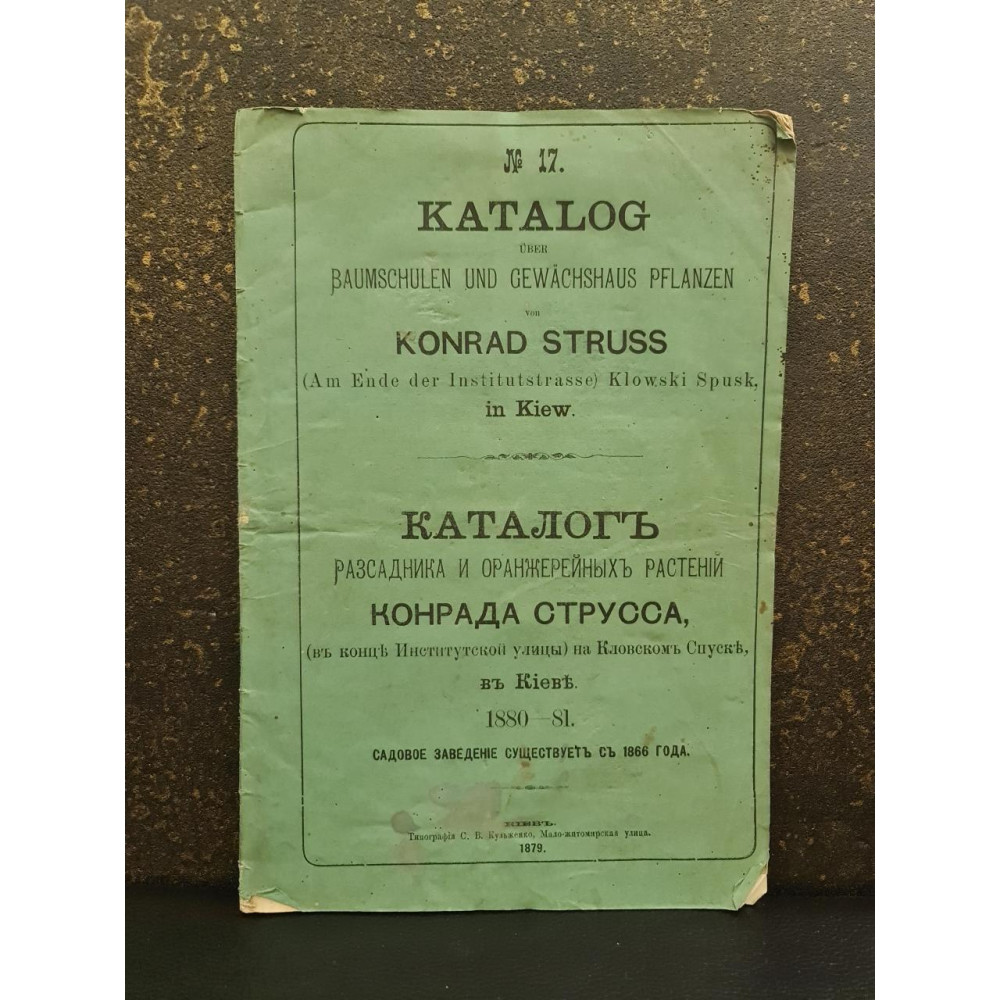 № 17.
KATALOG
ÜBER
BAUMSCHULEN UND GEWÄCHSHAUS PFLANZEN
von
KONRAD STRUSS
(Am Ende der Institutstrasse) Klowski Spusk,
in Kiew.
КАТАЛОГЪ
РАЗСАДНИКА И ОРАНЖЕРЕЙНЫХЪ РАСТЕНІЙ
КОНРАДА СТРУССА,
(въ концѣ Институтской улицы) на Кловскомъ Спускѣ,
въ Кіевѣ.
1880—81.
САДОВОЕ ЗАВЕДЕНІЕ СУЩЕСТВУЕТЪ СЪ 1866 ГОДА.
КІЕВЪ.
Типографія С. В. Кульженко, Мало-житомирская улица.
1879.